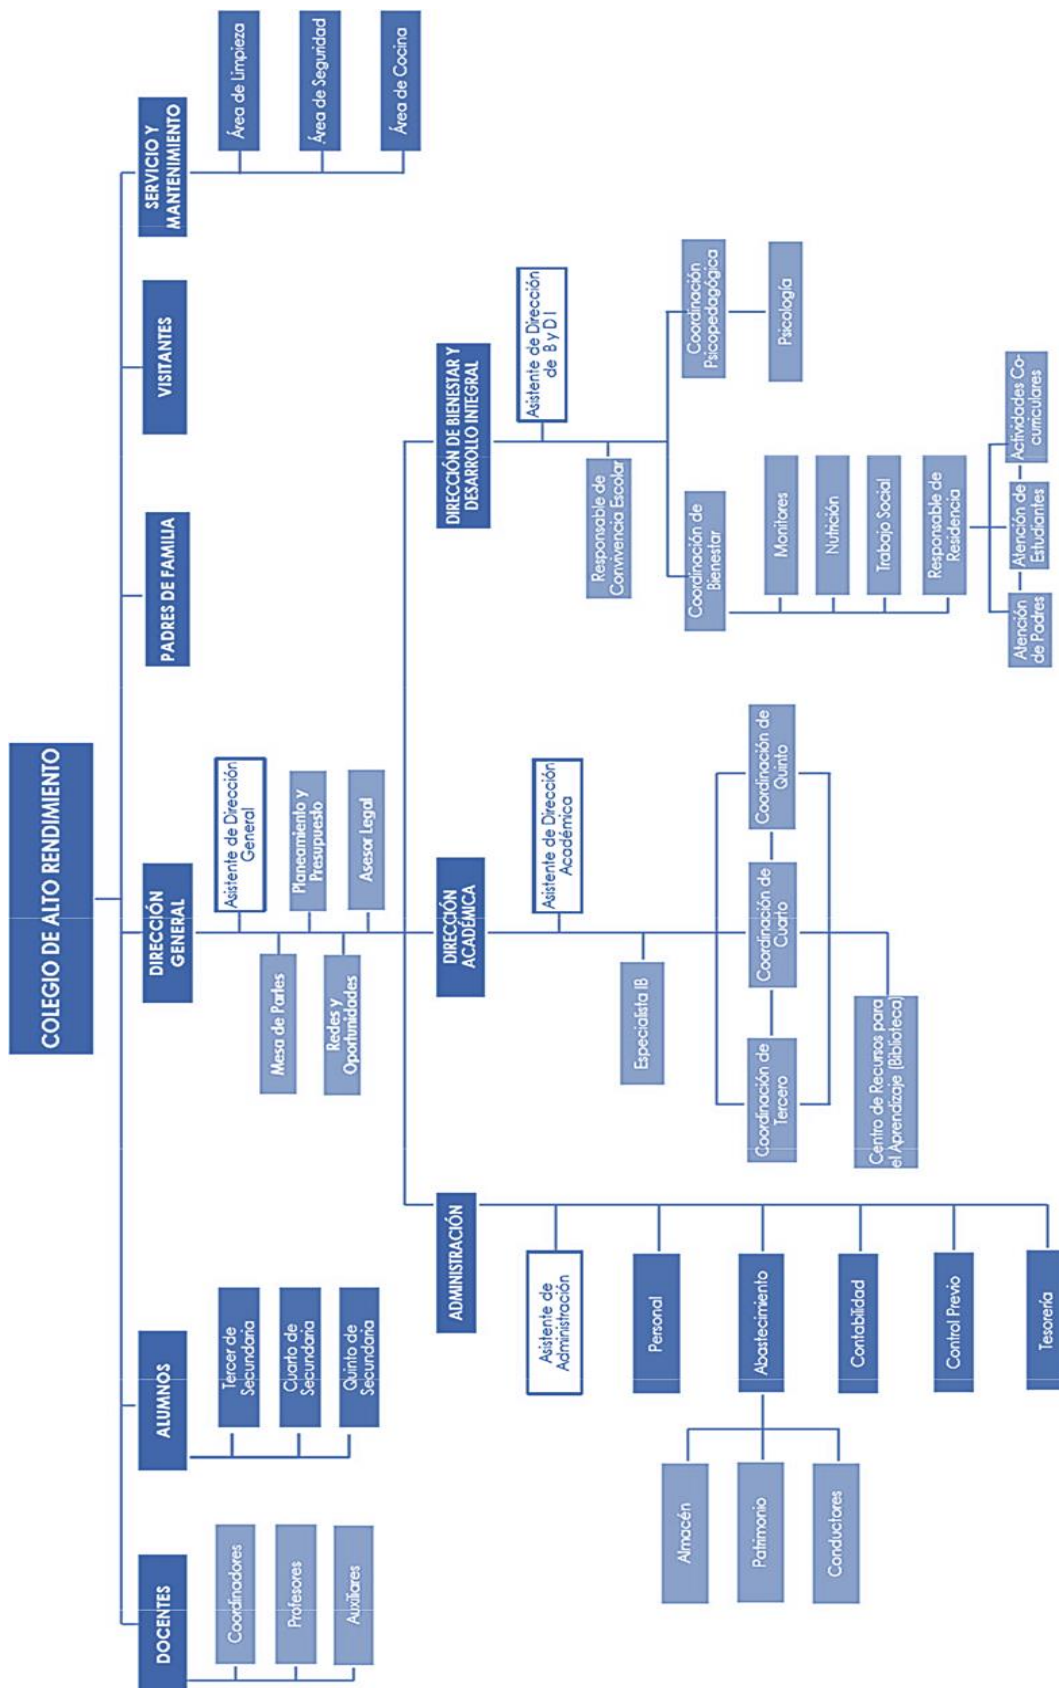 COLEGIO DE ALTO RENDIMIENTO
DOCENTES
Coordinadores
Profesores
Auxiliares
ALUMNOS
Tercer de
Secundaria
Cuarto de
Secundaria
Quinto de
Secundaria
DIRECCIÓN
GENERAL
Asistente de Dirección
General
Mesa de Partes
Planeamiento y
Presupuesto
Redes y
Oportunidades
Asesor Legal
PADRES DE FAMILIA
VISITANTES
SERVICIO Y
MANTENIMIENTO
Área de Limpieza
Área de Seguridad
Área de Cocina
ADMINISTRACIÓN
Asistente de
Administración
Personal
Abastecimiento
Almacén
Patrimonio
Conductores
Contabilidad
Control Previo
Tesorería
DIRECCIÓN
ACADÉMICA
Asistente de Dirección
Académica
Especialista IB
Coordinación de
Tercero
Coordinación de
Cuarto
Coordinación de
Quinto
Centro de Recursos para
el Aprendizaje (Biblioteca)
DIRECCIÓN DE BIENESTAR Y
DESARROLLO INTEGRAL
Asistente de Dirección
de B y D I
Responsable de
Convivencia Escolar
Coordinación de
Bienestar
Monitores
Nutrición
Trabajo Social
Responsable de
Residencia
Atención
de Padres
Atención de
Estudiantes
Actividades Co-
curriculares
Coordinación
Psicopedagógica
Psicología